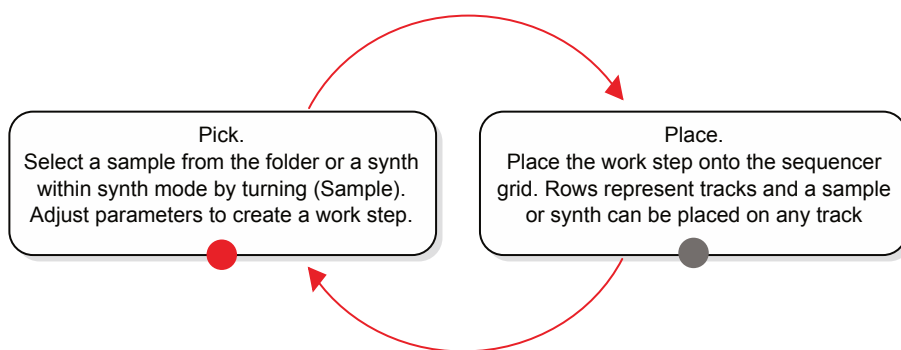 Pick.
Select a sample from the folder or a synth
within synth mode by turning (Sample).
Adjust parameters to create a work step.
Place.
Place the work step onto the sequencer
grid. Rows represent tracks and a sample
or synth can be placed on any track